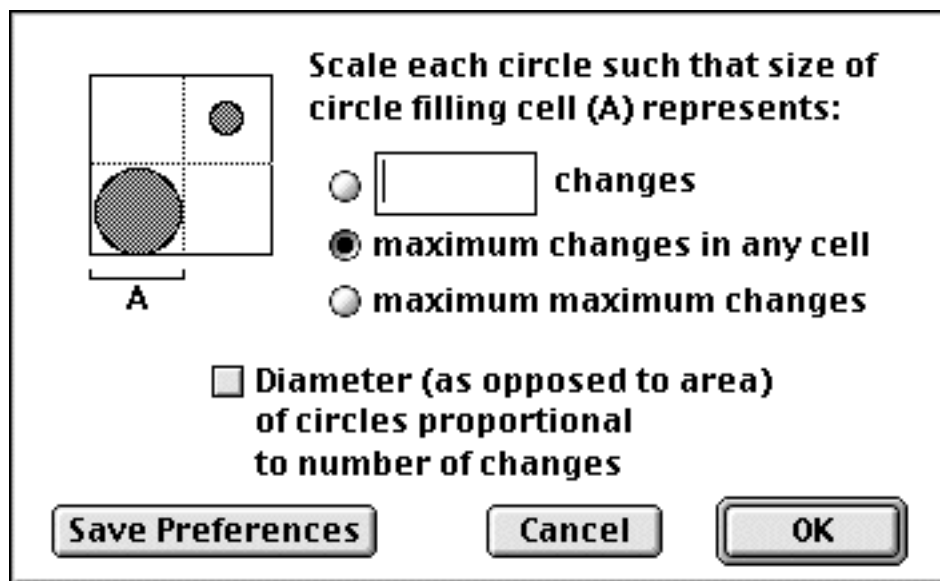 Scale each circle such that size of
circle filling cell (A) represents:
changes
maximum changes in any cell
A
maximum maximum changes
Diameter (as opposed to area)
of circles proportional
to number of changes
Save Preferences
Cancel
OK